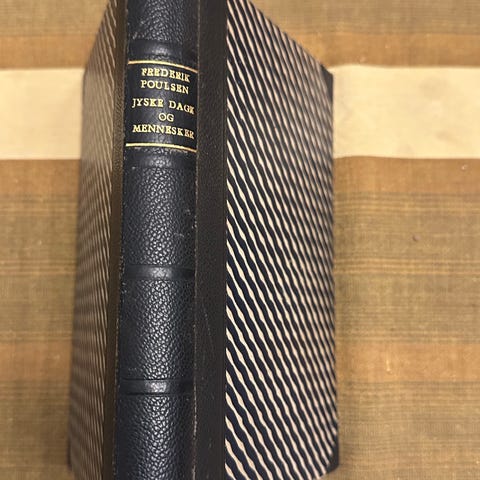 FREDERIK
POULSEN
JYSKE DAGE
OG
MENNESKER